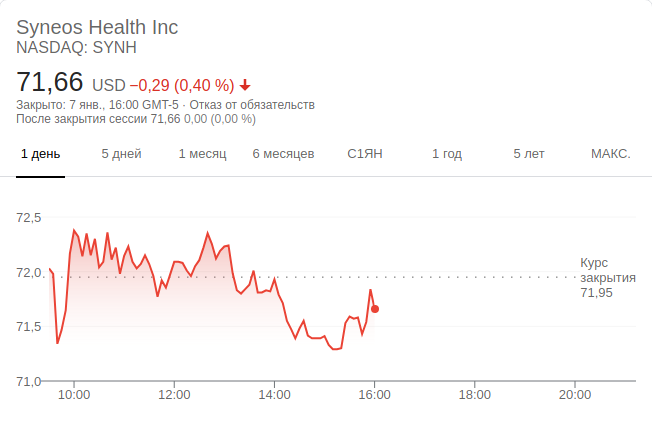 Syneos Health Inc
NASDAQ: SYNH
71,66 USD −0,29 (0,40 %)
Закрыто: 7 янв., 16:00 GMT-5 · Отказ от обязательств
После закрытия сессии 71,66 0,00 (0,00 %)
1 день 5 дней 1 месяц 6 месяцев С1ЯН 1 год 5 лет МАКС.
72,5
72,0
71,5
71,0
Курс
закрытия
71,95
10:00 12:00 14:00 16:00 18:00 20:00